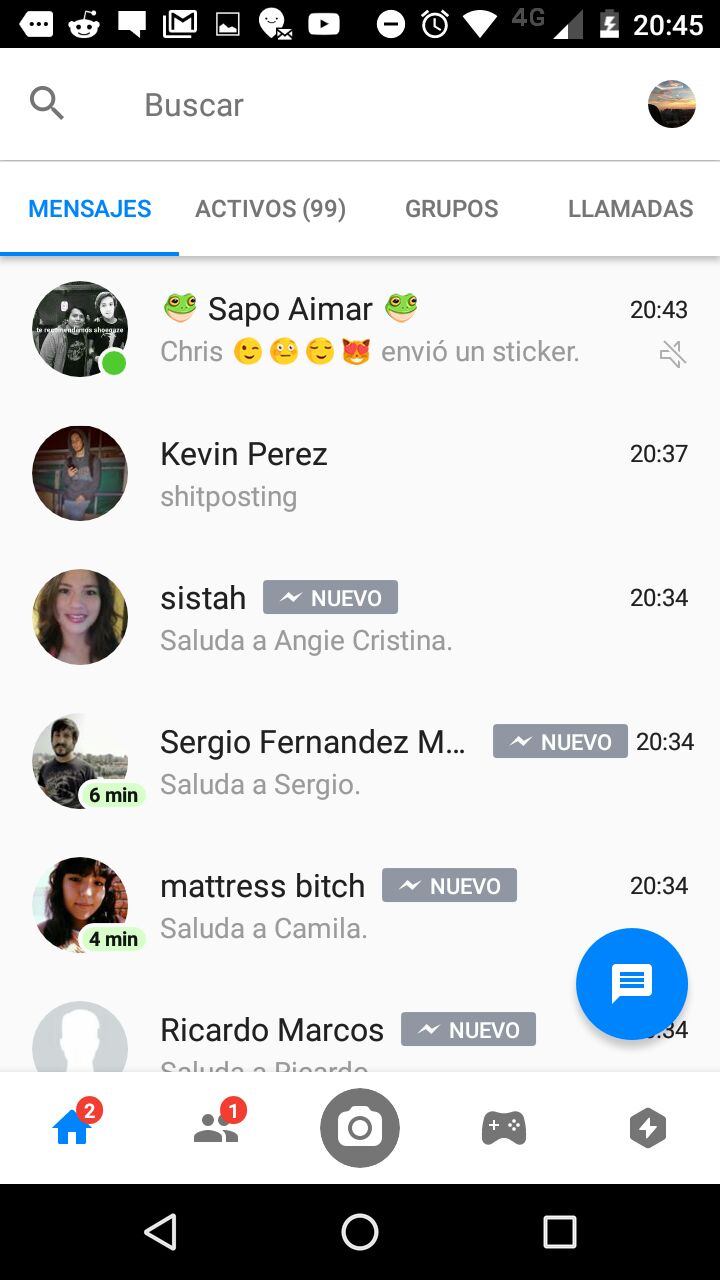 4G 20:45
Buscar
MENSAJES ACTIVOS (99) GRUPOS LLAMADAS
🐸 Sapo Aimar 🐸 20:43
te recomendamos shoegaze
Chris 😉🙄😌😻 envió un sticker.
Kevin Perez 20:37
shitposting
sistah NUEVO 20:34
Saluda a Angie Cristina.
Sergio Fernandez M... NUEVO 20:34
6 min Saluda a Sergio.
mattress bitch NUEVO 20:34
4 min Saluda a Camila.
Ricardo Marcos NUEVO :34
Saluda a Ricardo
2 1